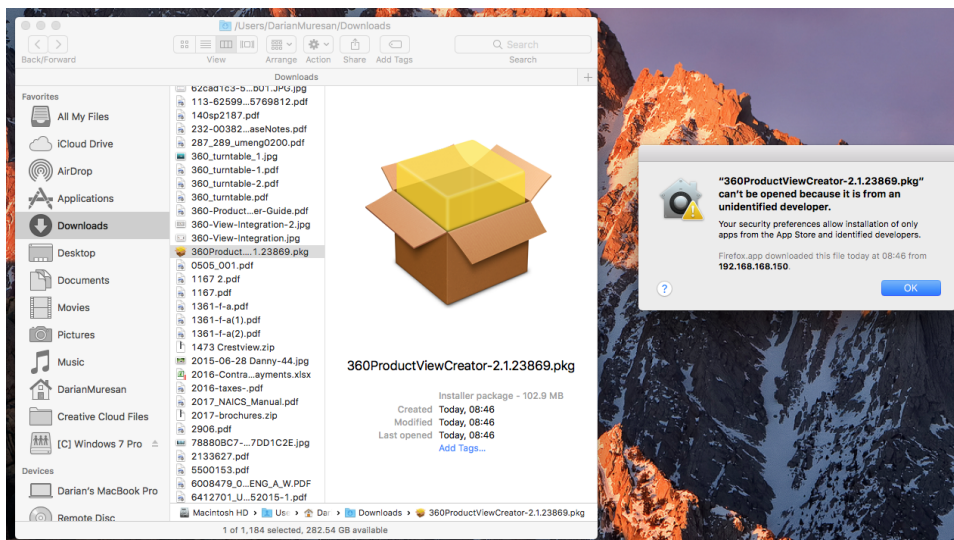 /Users/DarianMuresan/Downloads
Search
Back/Forward
View
Arrange
Action
Share
Add Tags
Search
Downloads
Favorites
All My Files
iCloud Drive
AirDrop
Applications
Downloads
Desktop
Documents
Movies
Pictures
Music
DarianMuresan
Creative Cloud Files
[C] Windows 7 Pro
Devices
Darian's MacBook Pro
Remote Disc
62cad1c3-5...b01.JPG.jpg
113-62599...5769812.pdf
140sp2187.pdf
232-00382...aseNotes.pdf
287_289_umeng0200.pdf
360_turntable_1.jpg
360_turntable-1.pdf
360_turntable-2.pdf
360_turntable.pdf
360-Product...er-Guide.pdf
360-View-Integration-2.jpg
360-View-Integration.jpg
360Product....1.23869.pkg
0505_001.pdf
1167 2.pdf
1167.pdf
1361-f-a.pdf
1361-f-a(1).pdf
1361-f-a(2).pdf
1473 Crestview.zip
2015-06-28 Danny-44.jpg
2016-Contra...ayments.xlsx
2016-taxes-.pdf
2017_NAICS_Manual.pdf
2017-brochures.zip
2906.pdf
78880BC7-...7DD1C2E.jpg
2133627.pdf
5500153.pdf
6008479_0...ENG_A_W.PDF
6412701_U...52015-1.pdf
360ProductViewCreator-2.1.23869.pkg
Installer package - 102.9 MB
Created Today, 08:46
Modified Today, 08:46
Last opened Today, 08:46
Add Tags...
Macintosh HD › Use › Dar › Downloads › 360ProductViewCreator-2.1.23869.pkg
1 of 1,184 selected, 282.54 GB available
"360ProductViewCreator-2.1.23869.pkg"
can't be opened because it is from an
unidentified developer.
Your security preferences allow installation of only
apps from the App Store and identified developers.
Firefox.app downloaded this file today at 08:46 from
192.168.168.150.
?
OK